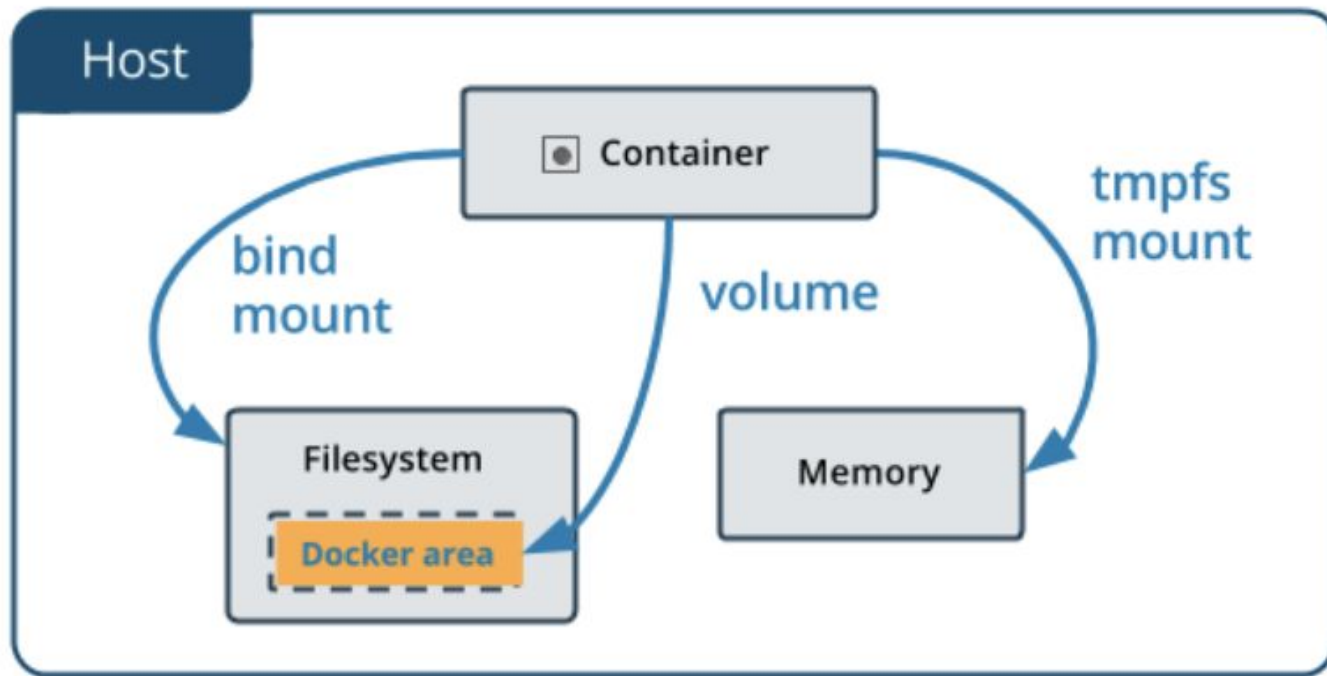 Host
Container
bind
mount
volume
tmpfs
mount
Filesystem
Docker area
Memory